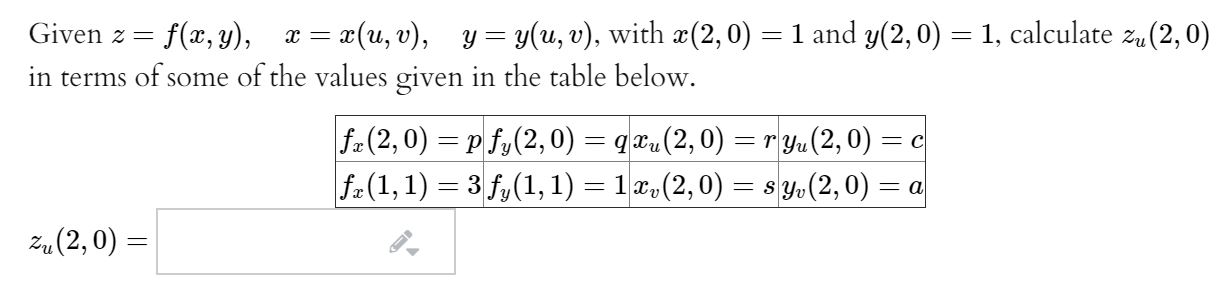 Given z = f(x, y), x = x(u, v), y = y(u, v), with x(2, 0) = 1 and y(2, 0) = 1, calculate z_u(2, 0)
in terms of some of the values given in the table below.
f_x(2, 0) = p f_y(2, 0) = q x_u(2, 0) = r y_u(2, 0) = c
f_x(1, 1) = 3 f_y(1, 1) = 1 x_v(2, 0) = s y_v(2, 0) = a
z_u(2, 0) =